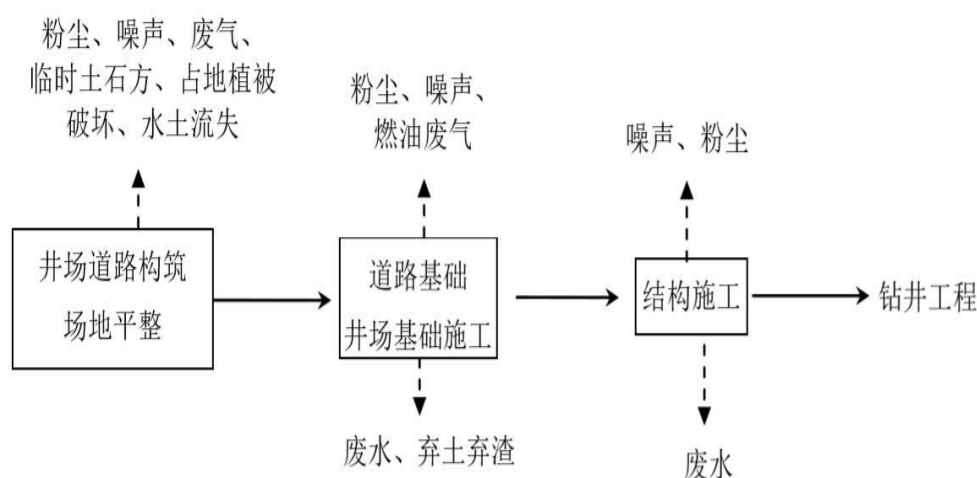 粉尘、噪声、废气、
临时土石方、占地植被
破坏、水土流失
粉尘、噪声、
燃油废气
噪声、粉尘
井场道路构筑
场地平整
道路基础
井场基础施工
结构施工
钻井工程
废水、弃土弃渣
废水